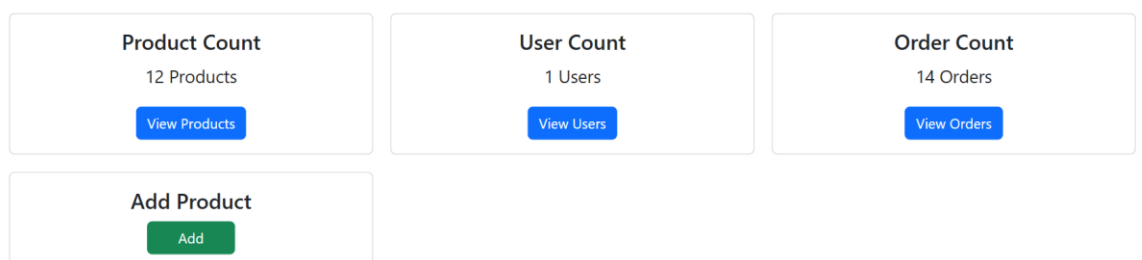 Product Count
12 Products
View Products
User Count
1 Users
View Users
Order Count
14 Orders
View Orders
Add Product
Add